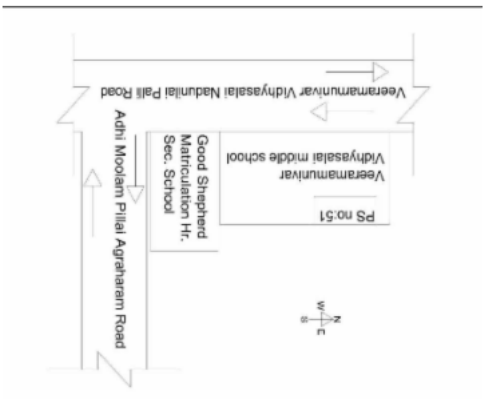 Veeramamunivar Vidhyasalai Nadunilai Palli Road
Adhi Moolam Pillai Agraharam Road
Good Shepherd
Matriculation Hr.
Sec. School
Veeramamunivar
Vidhyasalai middle school
PS no:51
W
S
N
E